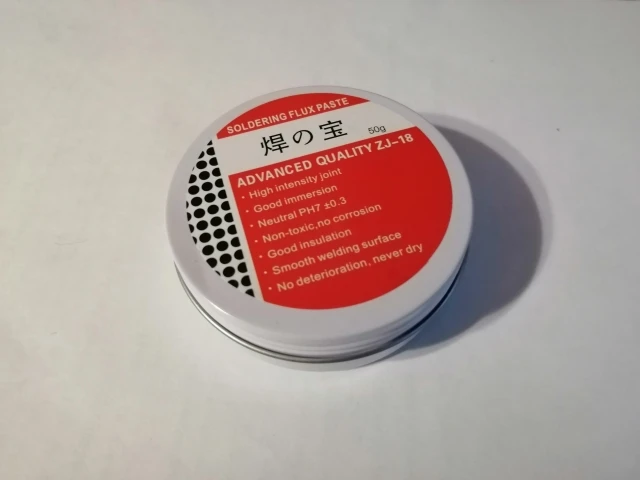 SOLDERING FLUX PASTE
焊の宝 50g
ADVANCED QUALITY ZJ-18
· High intensity joint
· Good immersion
· Neutral PH7 ±0.3
· Non-toxic,no corrosion
· Good insulation
· Smooth welding surface
· No deterioration, never dry